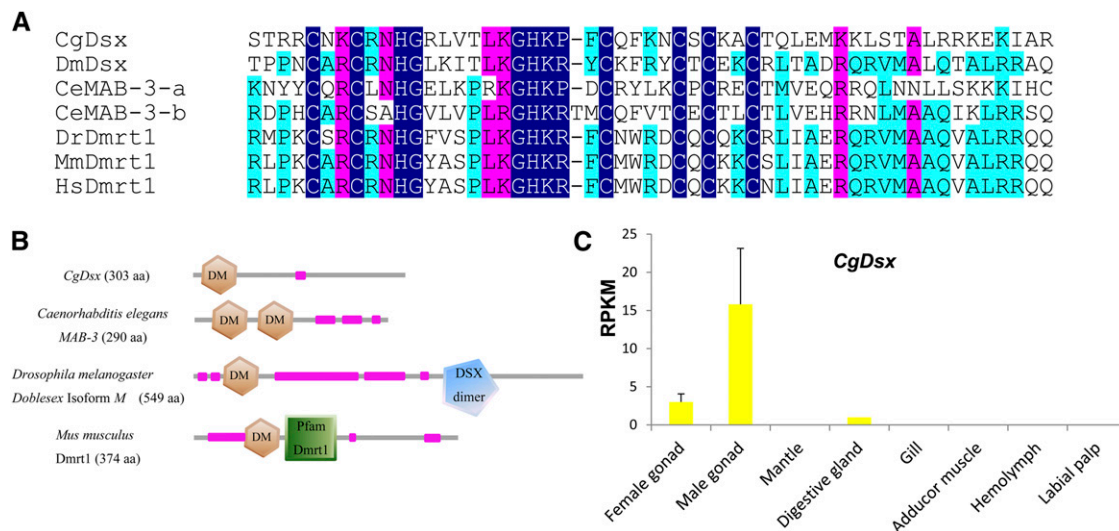 A
CgDsx STRRCNKCRNHGRLVTLKGHKP-FCQFKNCSCKACTQLEMKKLSTALRRKEKIAR
DmDsx TPPNCARCRNHGLKITLKGHKR-YCKFRYCTCEKCRLTADRQRVMALQTALRRAQ
CeMAB-3-a KNYYCQRCLNHGELKPRKGHKP-DCRYLKCPCRECTMVEQRRQLNNLLSKKKIHC
CeMAB-3-b RDPHCARCSAHGVLVPLRGHKRTMCQFVTCECTLCTLVEHRRNLMAAQIKLRRSQ
DrDmrt1 RMPKCSRCRNHGFVSPLKGHKR-FCNWRDCQCQKCRLIAERQRVMAAQVALRRQQ
MmDmrt1 RLPKCARCRNHGYASPLKGHKR-FCMWRDCQCKKCSLIAERQRVMAAQVALRRQQ
HsDmrt1 RLPKCARCRNHGYASPLKGHKR-FCMWRDCQCKKCNLIAERQRVMAAQVALRRQQ
B
CgDsx (303 aa)
DM
Caenorhabditis elegans
MAB-3 (290 aa)
DM DM
Drosophila melanogaster
Doblesex Isoform M (549 aa)
DM
DSX
dimer
Mus musculus
Dmrt1 (374 aa)
DM
Pfam
Dmrt1
C
CgDsx
RPKM
25
20
15
10
5
0
Female gonad
Male gonad
Mantle
Digestive gland
Gill
Adducor muscle
Hemolymph
Labial palp